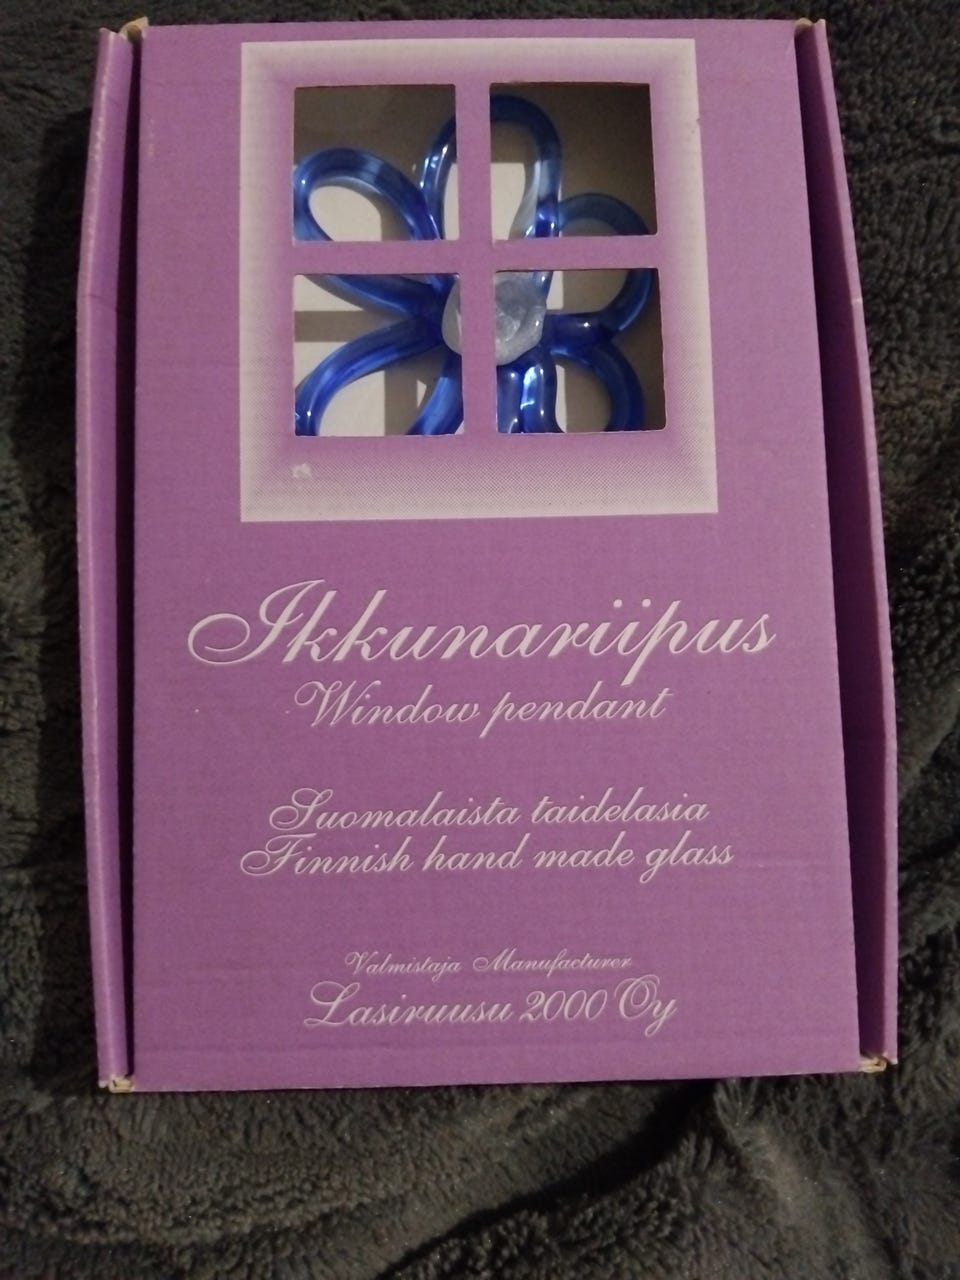 Ikkunariipus
Window pendant
Suomalaista taidelasia
Finnish hand made glass
Valmistaja Manufacturer
Lasiruusu 2000 Oy